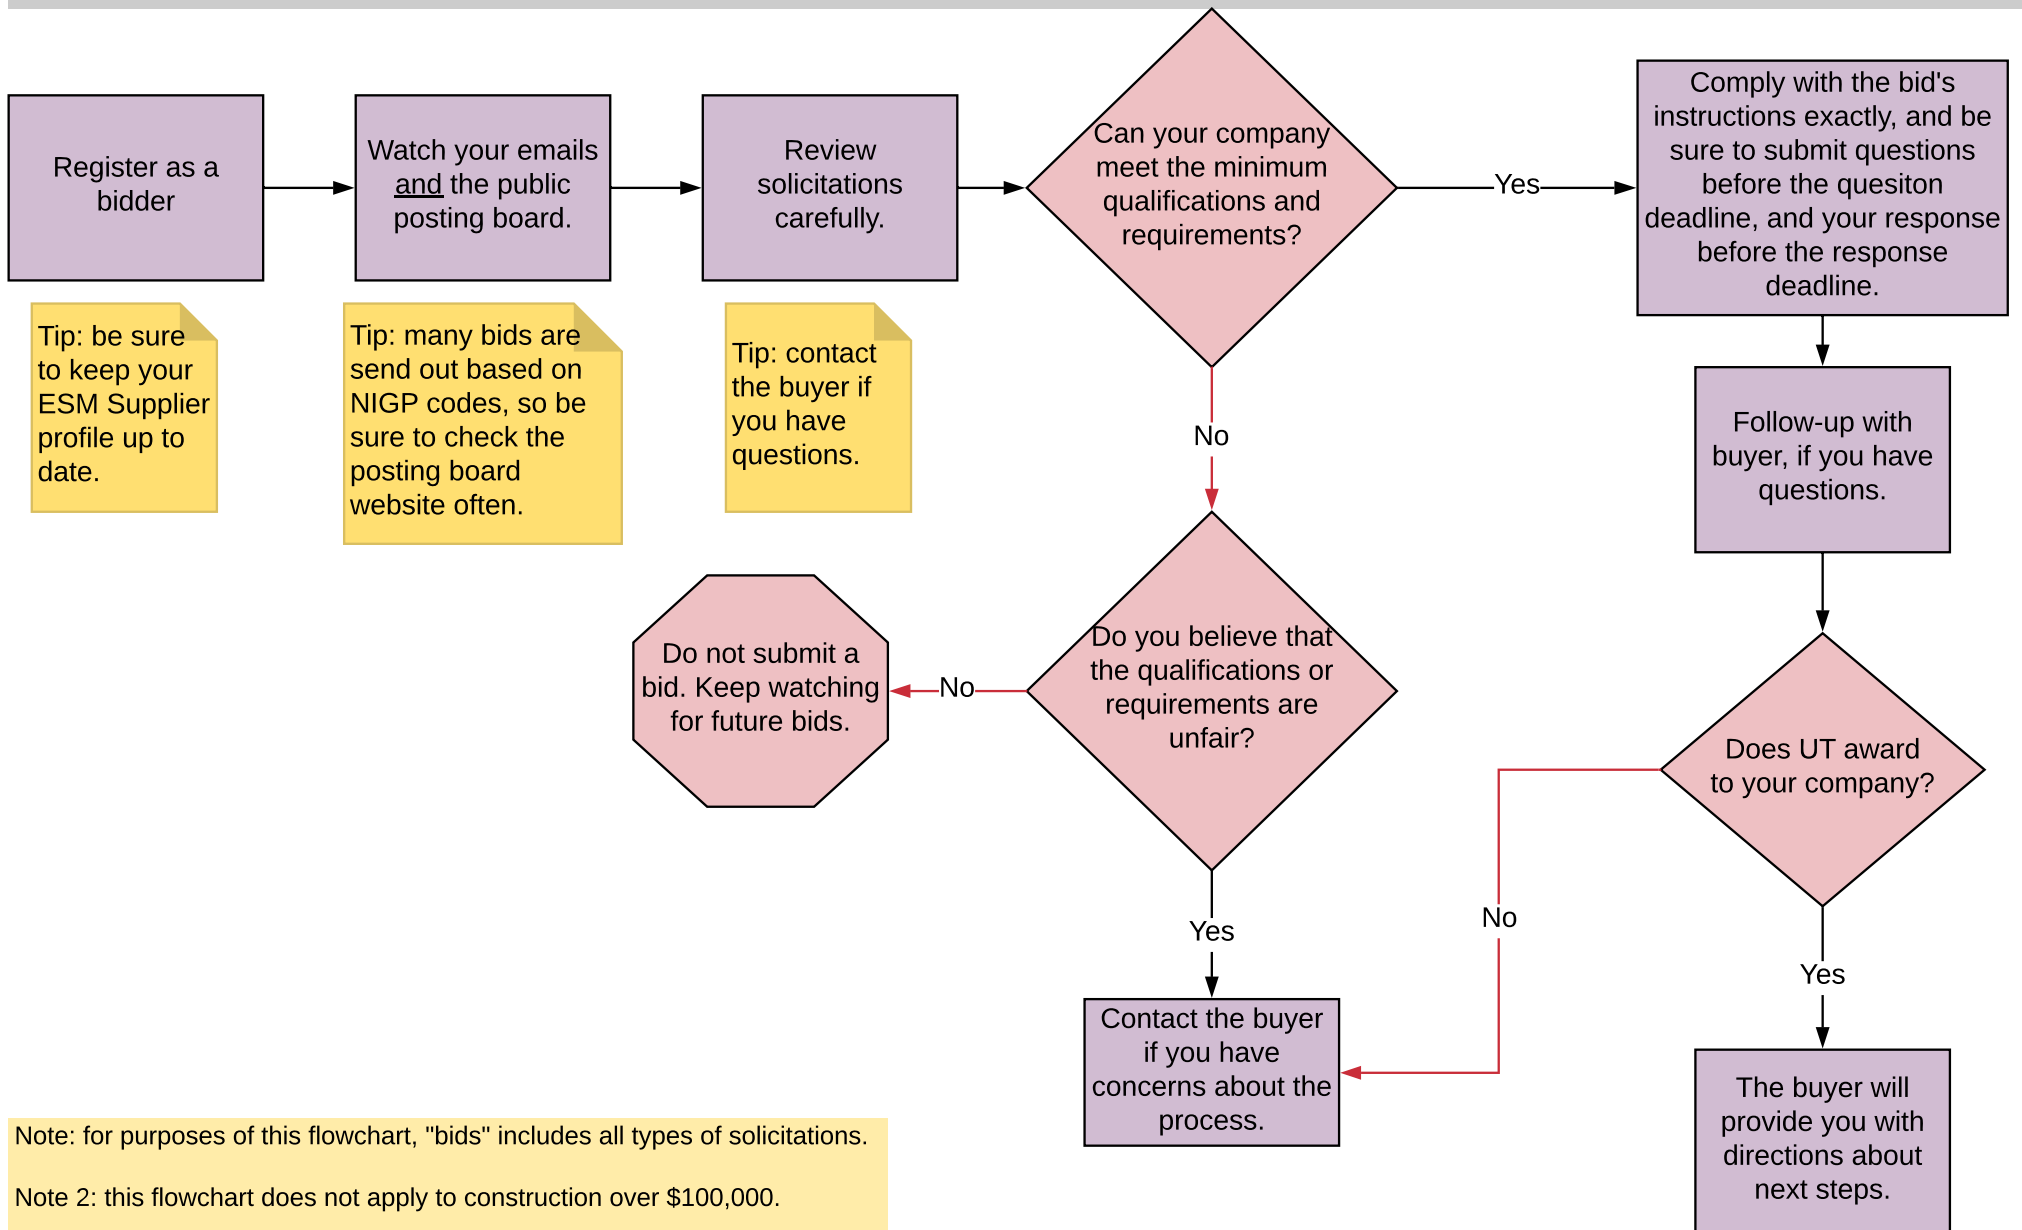 Register as a
bidder
Watch your emails
and the public
posting board.
Review
solicitations
carefully.
Can your company
meet the minimum
qualifications and
requirements?
Yes
Comply with the bid's
instructions exactly, and be
sure to submit questions
before the quesiton
deadline, and your response
before the response
deadline.
Tip: be sure
to keep your
ESM Supplier
profile up to
date.
Tip: many bids are
send out based on
NIGP codes, so be
sure to check the
posting board
website often.
Tip: contact
the buyer if
you have
questions.
No
Follow-up with
buyer, if you have
questions.
Do not submit a
bid. Keep watching
for future bids.
No
Do you believe that
the qualifications or
requirements are
unfair?
Does UT award
to your company?
Yes
No
Yes
Contact the buyer
if you have
concerns about the
process.
The buyer will
provide you with
directions about
next steps.
Note: for purposes of this flowchart, "bids" includes all types of solicitations.
Note 2: this flowchart does not apply to construction over $100,000.